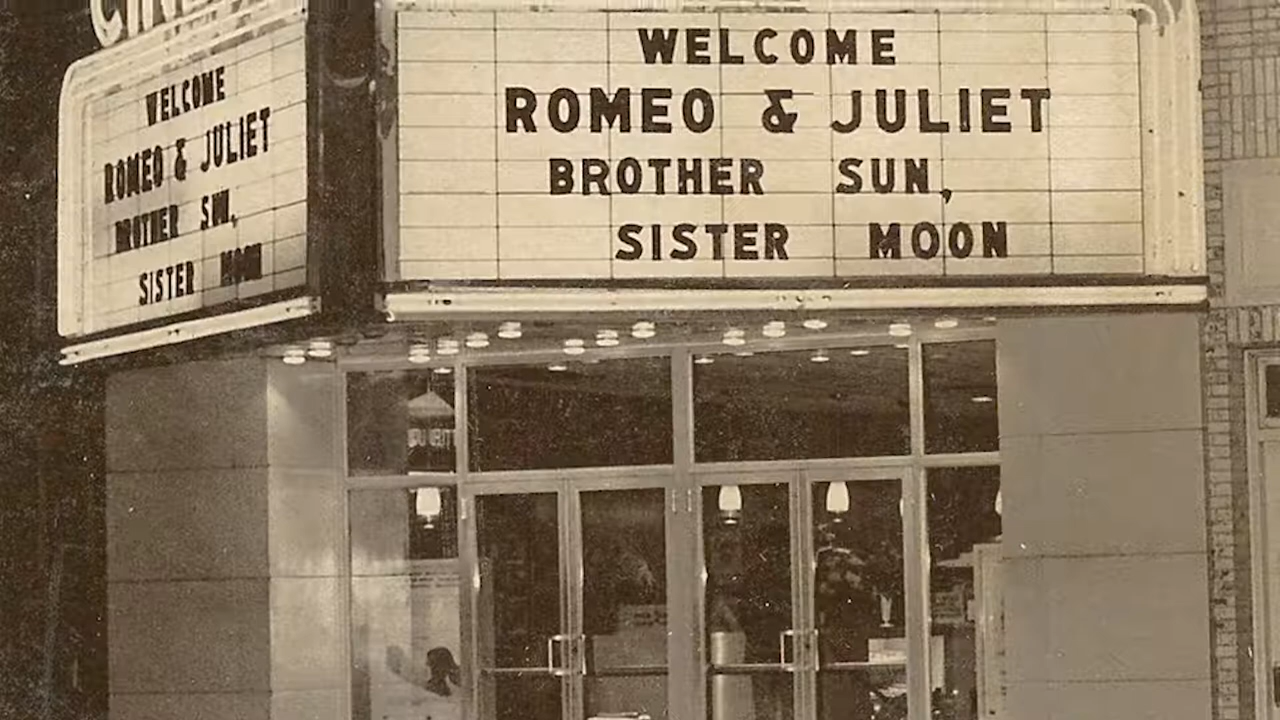 WELCOME
ROMEO & JULIET
BROTHER SUN,
SISTER MOON
WELCOME
ROMEO & JULIET
BROTHER SUN,
SISTER MOON